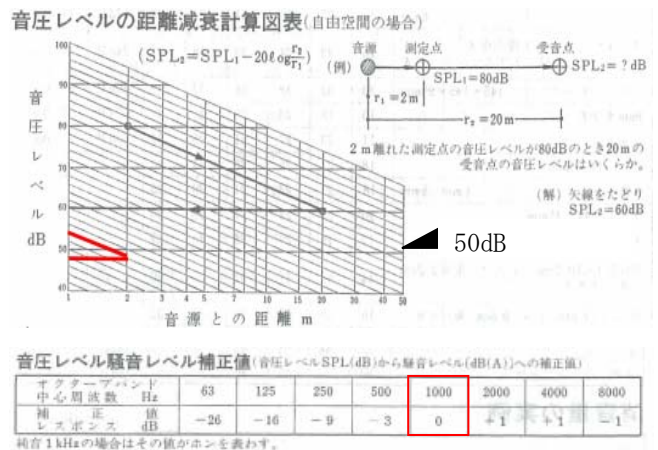 音圧レベルの距離減衰計算図表(自由空間の場合)
(SPL₂=SPL₁-20ℓog r₂/r₁)
(例)
音源 測定点 受音点
SPL₁=80dB
SPL₂=?dB
r₁=2m
r₂=20m
2m離れた測定点の音圧レベルが80dBのとき20mの
受音点の音圧レベルはいくらか。
(解) 矢線をたどり
SPL₂=60dB
音圧レベル
dB
100
90
80
70
60
50
40
50dB
1 2 3 4 5 7 10 15 20 30 40 50
音源との距離 m
音圧レベル騒音レベル補正値(音圧レベルSPL(dB)から騒音レベル[dB(A)]への補正値)
オクターブバンド
中心周波数 Hz 63 125 250 500 1000 2000 4000 8000
補正値
レスポンス dB -26 -16 -9 -3 0 +1 +1 -1
純音1kHzの場合はその値がホンを表わす。